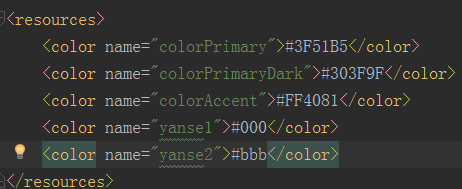 <resources>
<color name="colorPrimary">#3F51B5</color>
<color name="colorPrimaryDark">#303F9F</color>
<color name="colorAccent">#FF4081</color>
<color name="yanse1">#000</color>
<color name="yanse2">#bbb</color>
</resources>